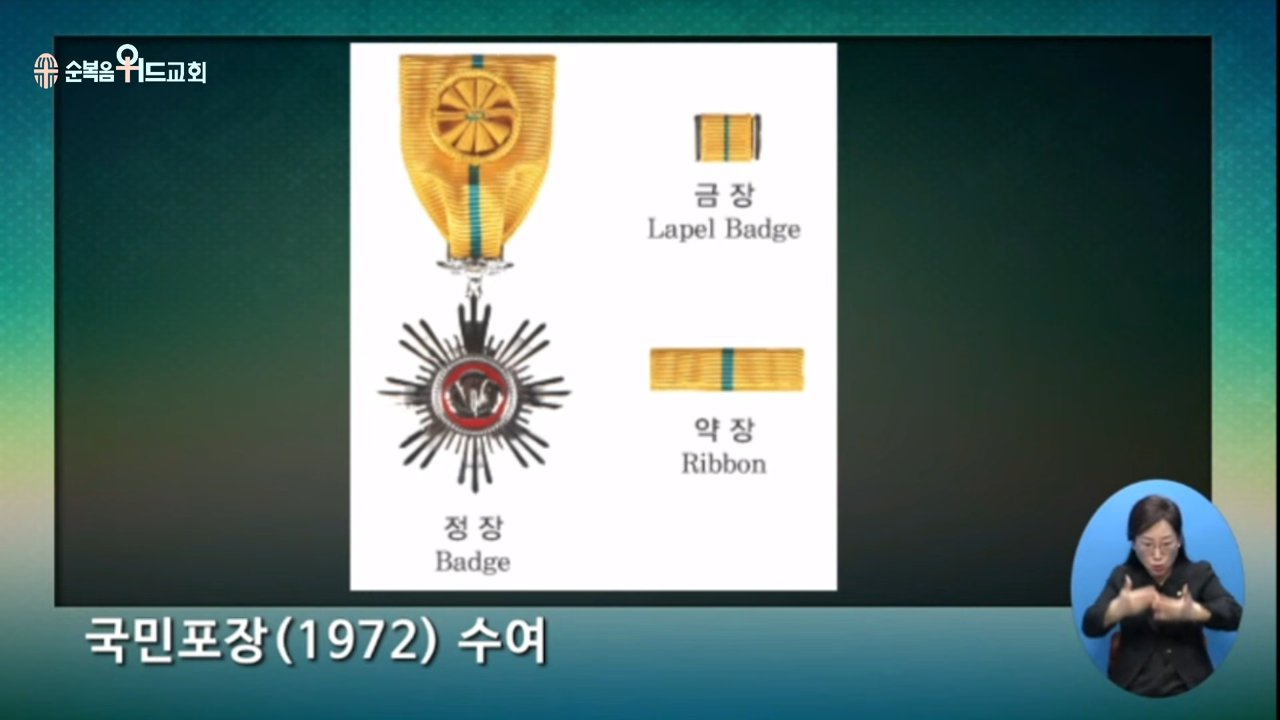 순복음위드교회
금 장
Lapel Badge
약 장
Ribbon
정 장
Badge
국민포장(1972) 수여